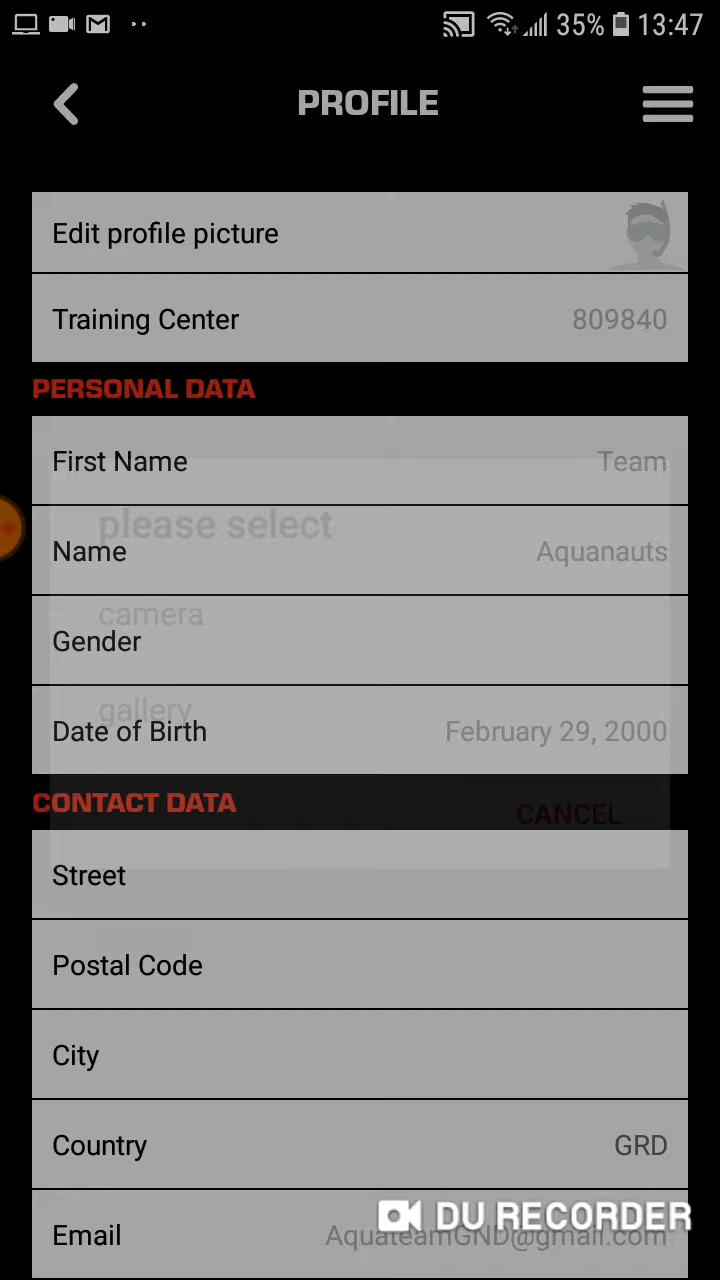 35% 13:47
PROFILE
Edit profile picture
Training Center 809840
PERSONAL DATA
First Name Team
please select
Name Aquanauts
camera
Gender
gallery
Date of Birth February 29, 2000
CONTACT DATA
CANCEL
Street
Postal Code
City
Country GRD
DU RECORDER
Email AquateamGND@gmail.com